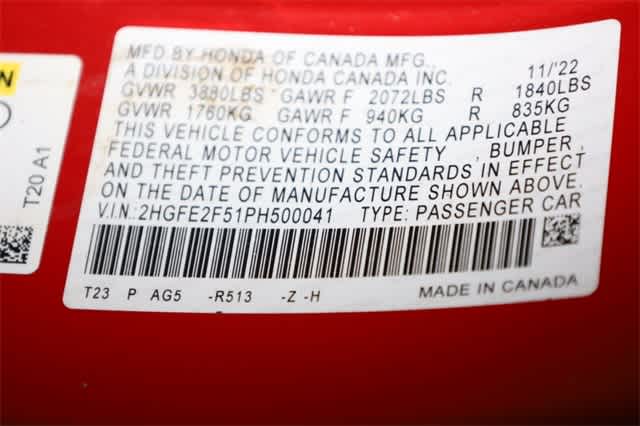 MFD BY HONDA OF CANADA MFG.,
A DIVISION OF HONDA CANADA INC. 11/'22
GVWR 3880LBS GAWR F 2072LBS R 1840LBS
GVWR 1760KG GAWR F 940KG R 835KG
THIS VEHICLE CONFORMS TO ALL APPLICABLE
FEDERAL MOTOR VEHICLE SAFETY , BUMPER,
AND THEFT PREVENTION STANDARDS IN EFFECT
ON THE DATE OF MANUFACTURE SHOWN ABOVE.
V.I.N:2HGFE2F51PH500041 TYPE: PASSENGER CAR
T23 P AG5 -R513 -Z -H MADE IN CANADA
T20 A1